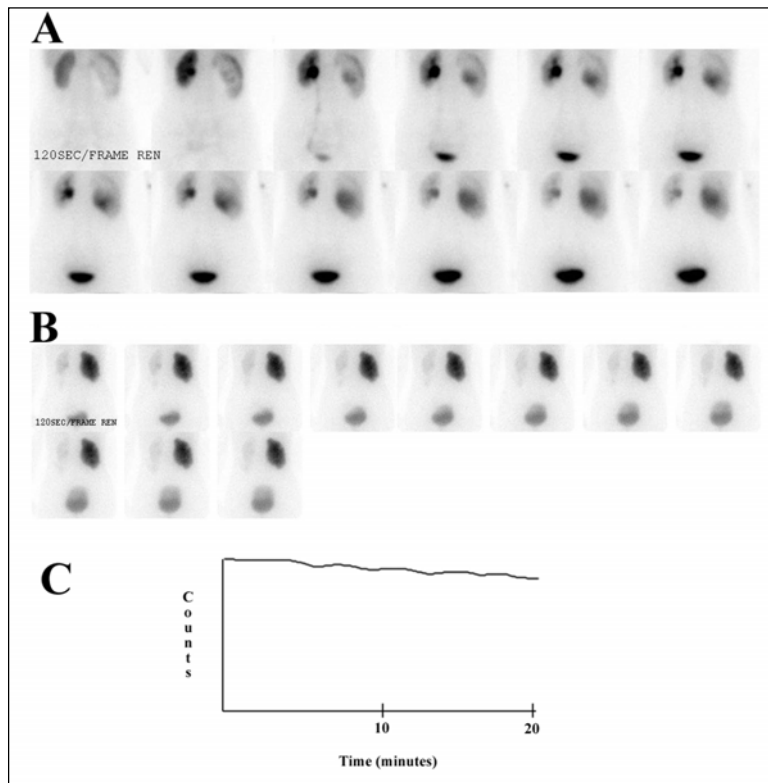 A
120SEC/FRAME REN
B
120SEC/FRAME REN
C
Counts
10
20
Time (minutes)